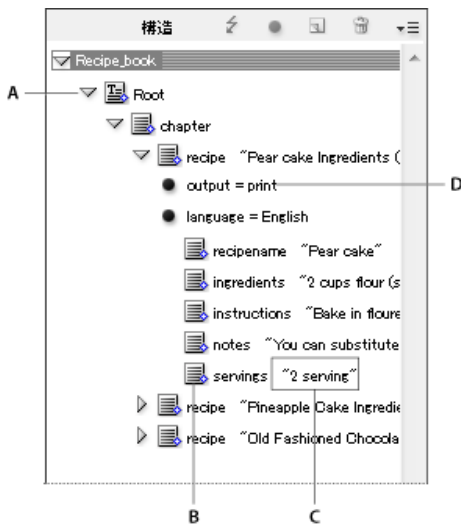 構造
Recipe_book
A
Root
chapter
recipe "Pear cake Ingredients (
output = print
D
language = English
recipename "Pear cake"
ingredients "2 cups flour (s
instructions "Bake in floure
notes "You can substitute
servings "2 serving"
recipe "Pineapple Cake Ingredie
recipe "Old Fashioned Chocola
B C